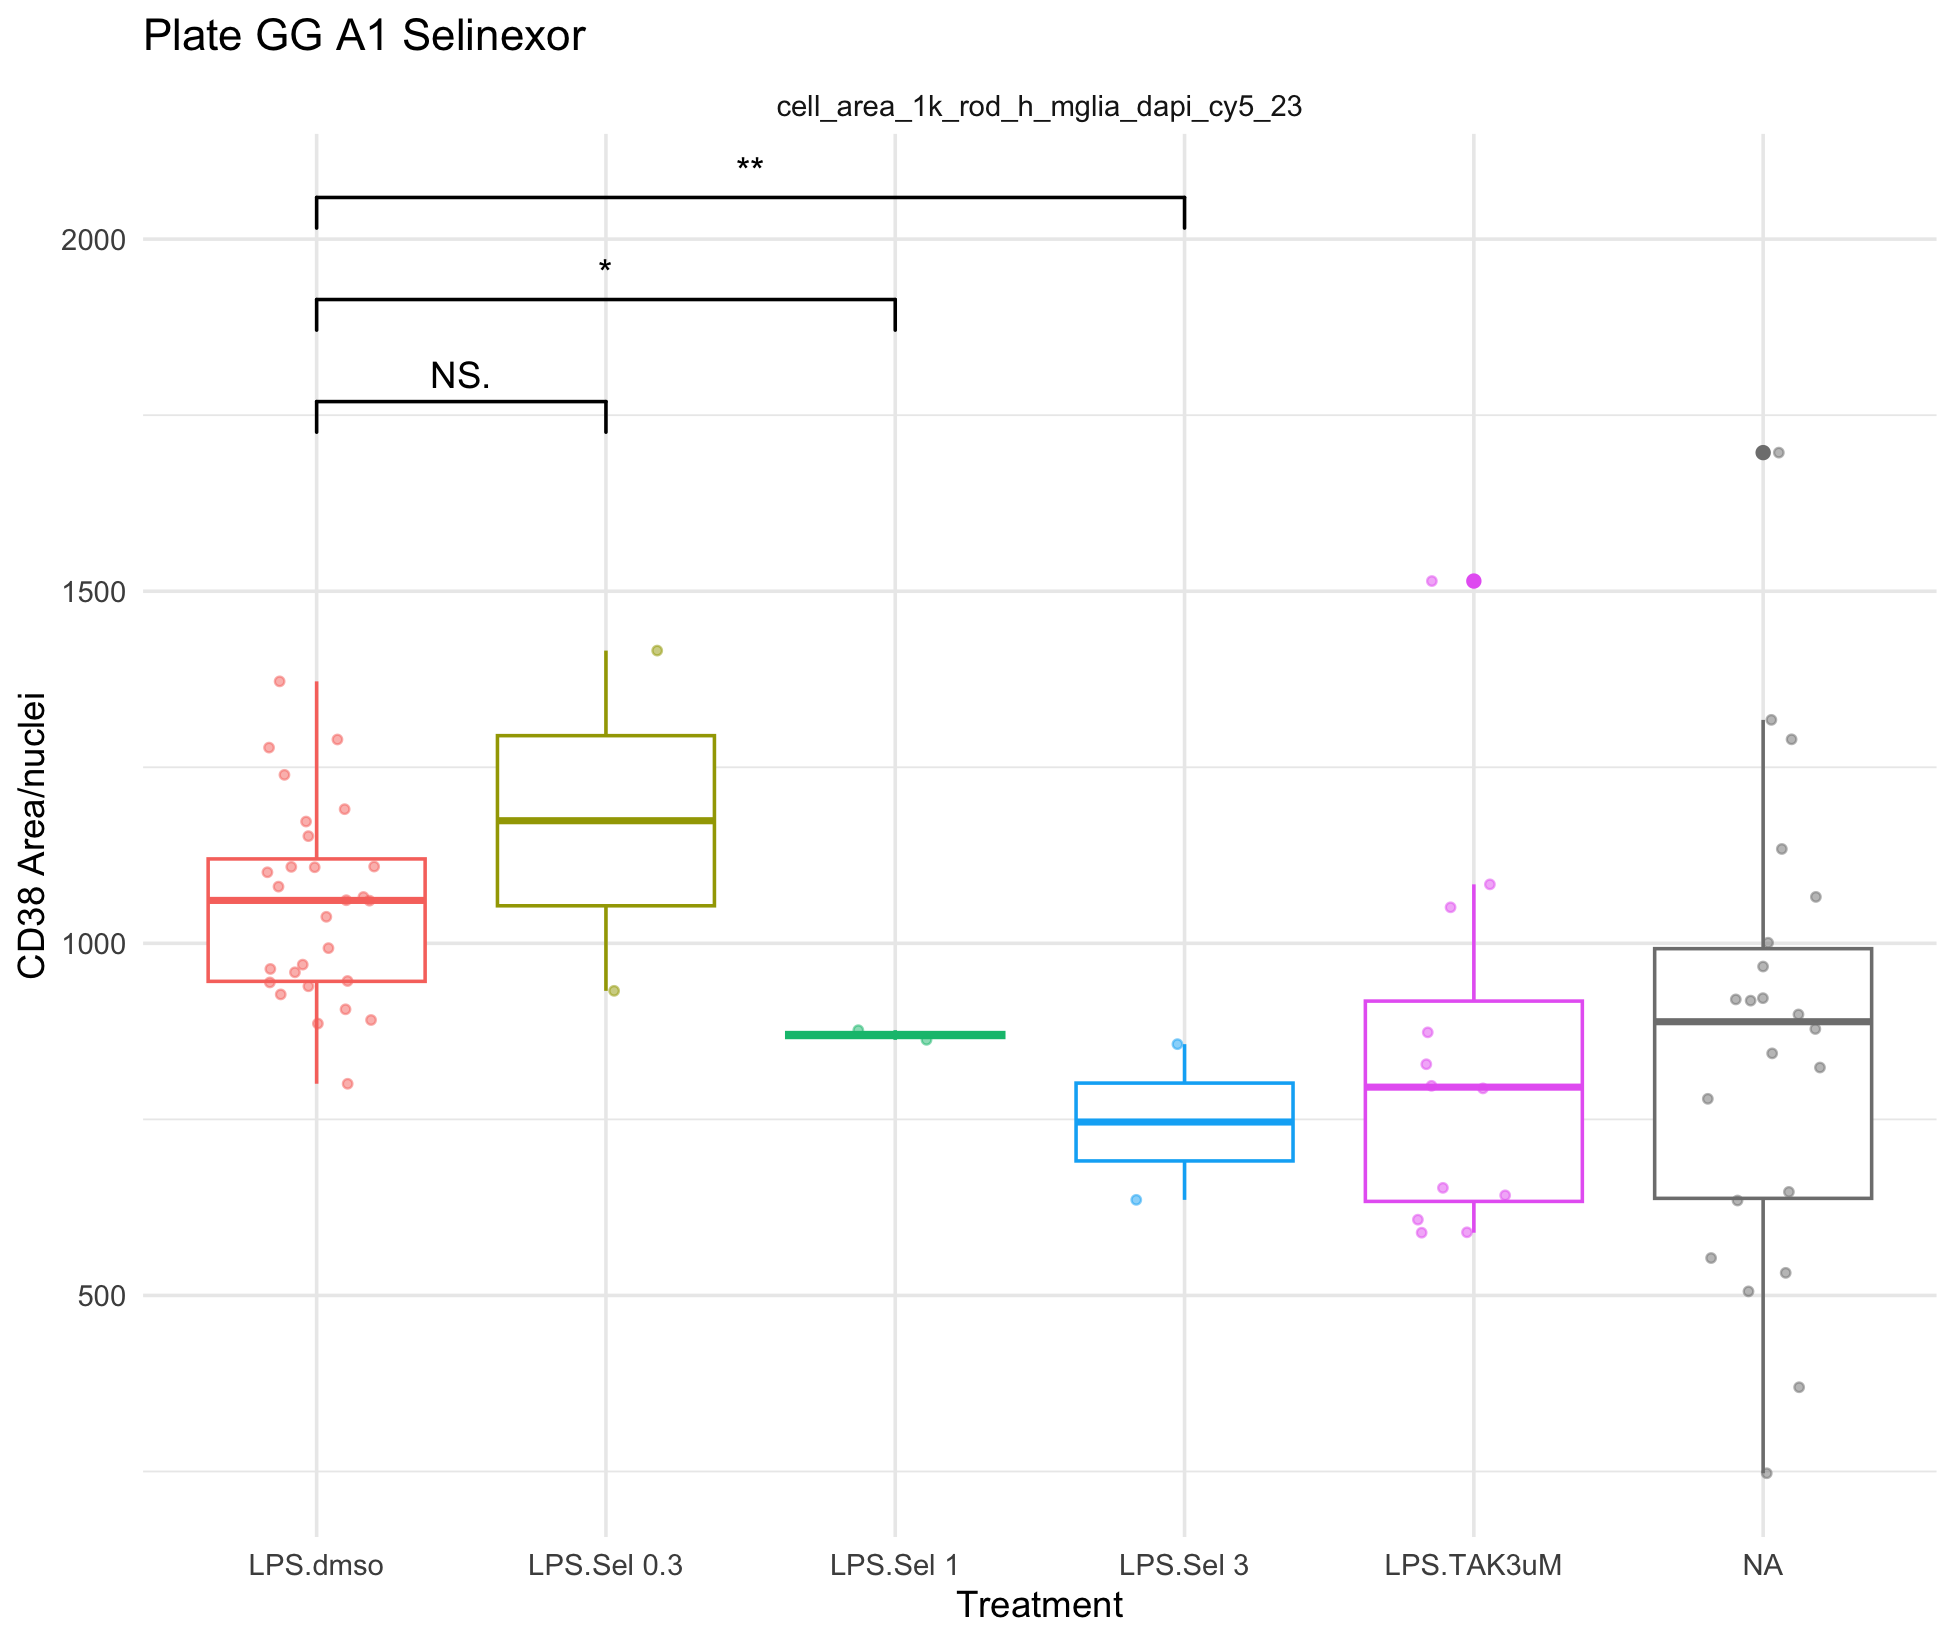 Plate GG A1 Selinexor
cell_area_1k_rod_h_mglia_dapi_cy5_23
**
2000
*
NS.
1500
CD38 Area/nuclei
1000
500
LPS.dmso LPS.Sel 0.3 LPS.Sel 1 LPS.Sel 3 LPS.TAK3uM NA
Treatment